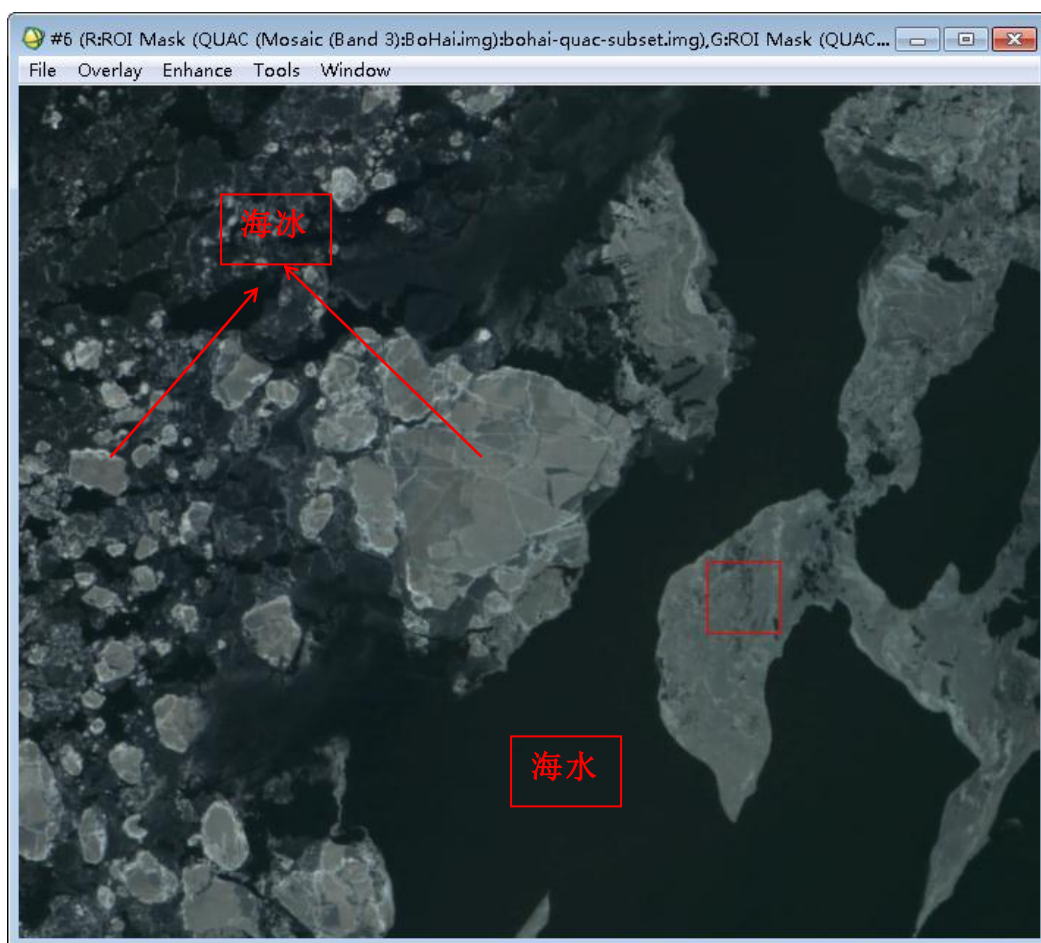 #6 (R:ROI Mask (QUAC (Mosaic (Band 3):BoHai.img):bohai-quac-subset.img),G:ROI Mask (QUAC...
File Overlay Enhance Tools Window
海冰
海水